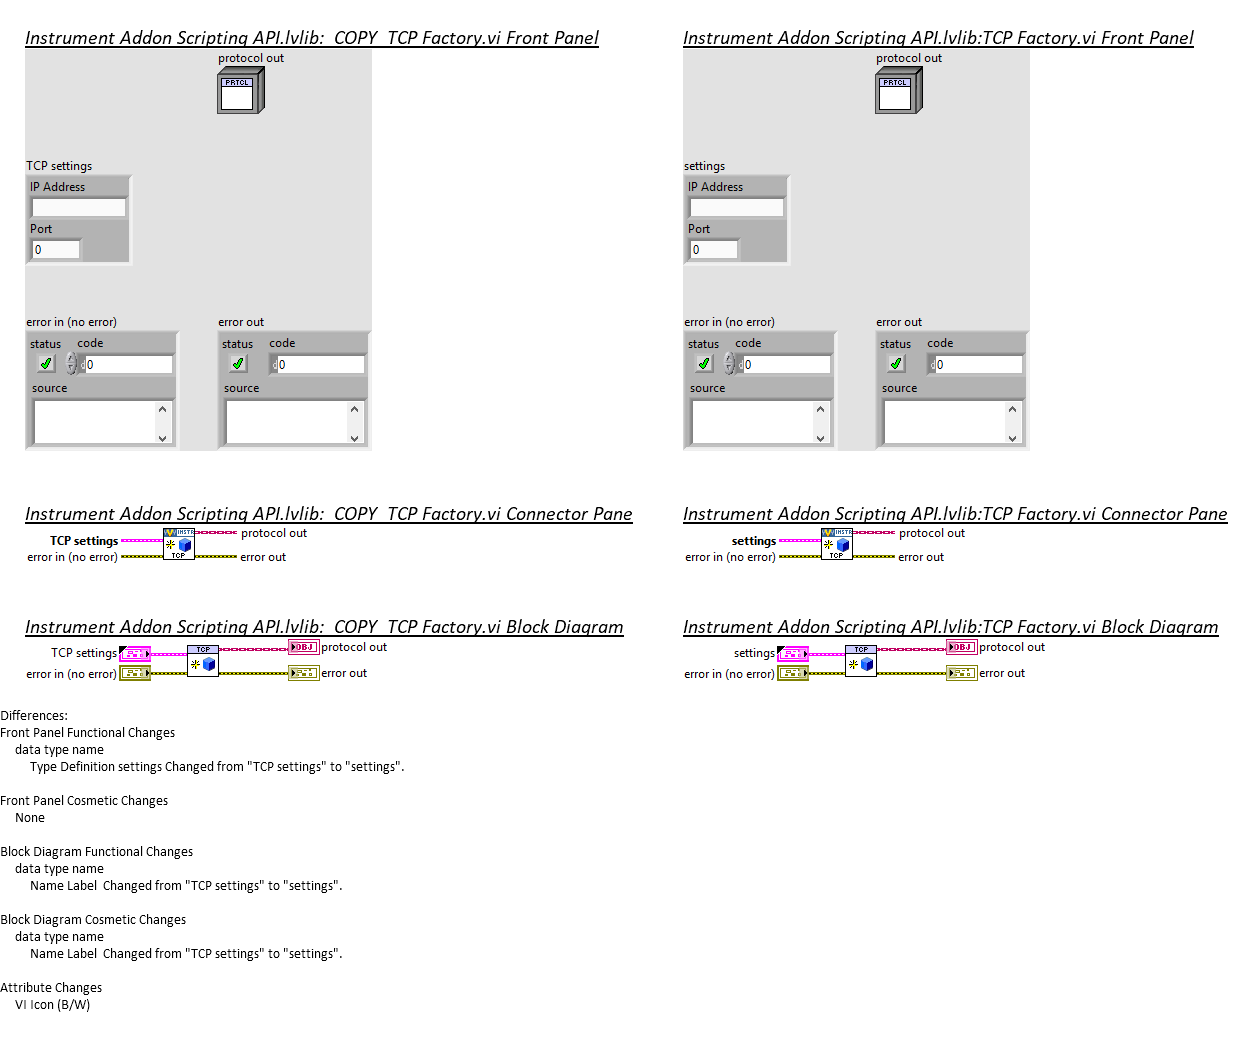 Instrument Addon Scripting API.lvlib:_COPY_TCP Factory.vi Front Panel
protocol out
PRTCL
TCP settings
IP Address
Port
0
error in (no error)
status code
d 0
source
error out
status code
d 0
source
Instrument Addon Scripting API.lvlib:TCP Factory.vi Front Panel
protocol out
PRTCL
settings
IP Address
Port
0
error in (no error)
status code
d 0
source
error out
status code
d 0
source
Instrument Addon Scripting API.lvlib:_COPY_TCP Factory.vi Connector Pane
INSTR
protocol out
TCP settings
error in (no error)
TCP
error out
Instrument Addon Scripting API.lvlib:TCP Factory.vi Connector Pane
INSTR
protocol out
settings
error in (no error)
TCP
error out
Instrument Addon Scripting API.lvlib:_COPY_TCP Factory.vi Block Diagram
TCP settings
TCP
OBJ
protocol out
error in (no error)
error out
Instrument Addon Scripting API.lvlib:TCP Factory.vi Block Diagram
settings
TCP
OBJ
protocol out
error in (no error)
error out
Differences:
Front Panel Functional Changes
data type name
Type Definition settings Changed from "TCP settings" to "settings".
Front Panel Cosmetic Changes
None
Block Diagram Functional Changes
data type name
Name Label  Changed from "TCP settings" to "settings".
Block Diagram Cosmetic Changes
data type name
Name Label  Changed from "TCP settings" to "settings".
Attribute Changes
VI Icon (B/W)